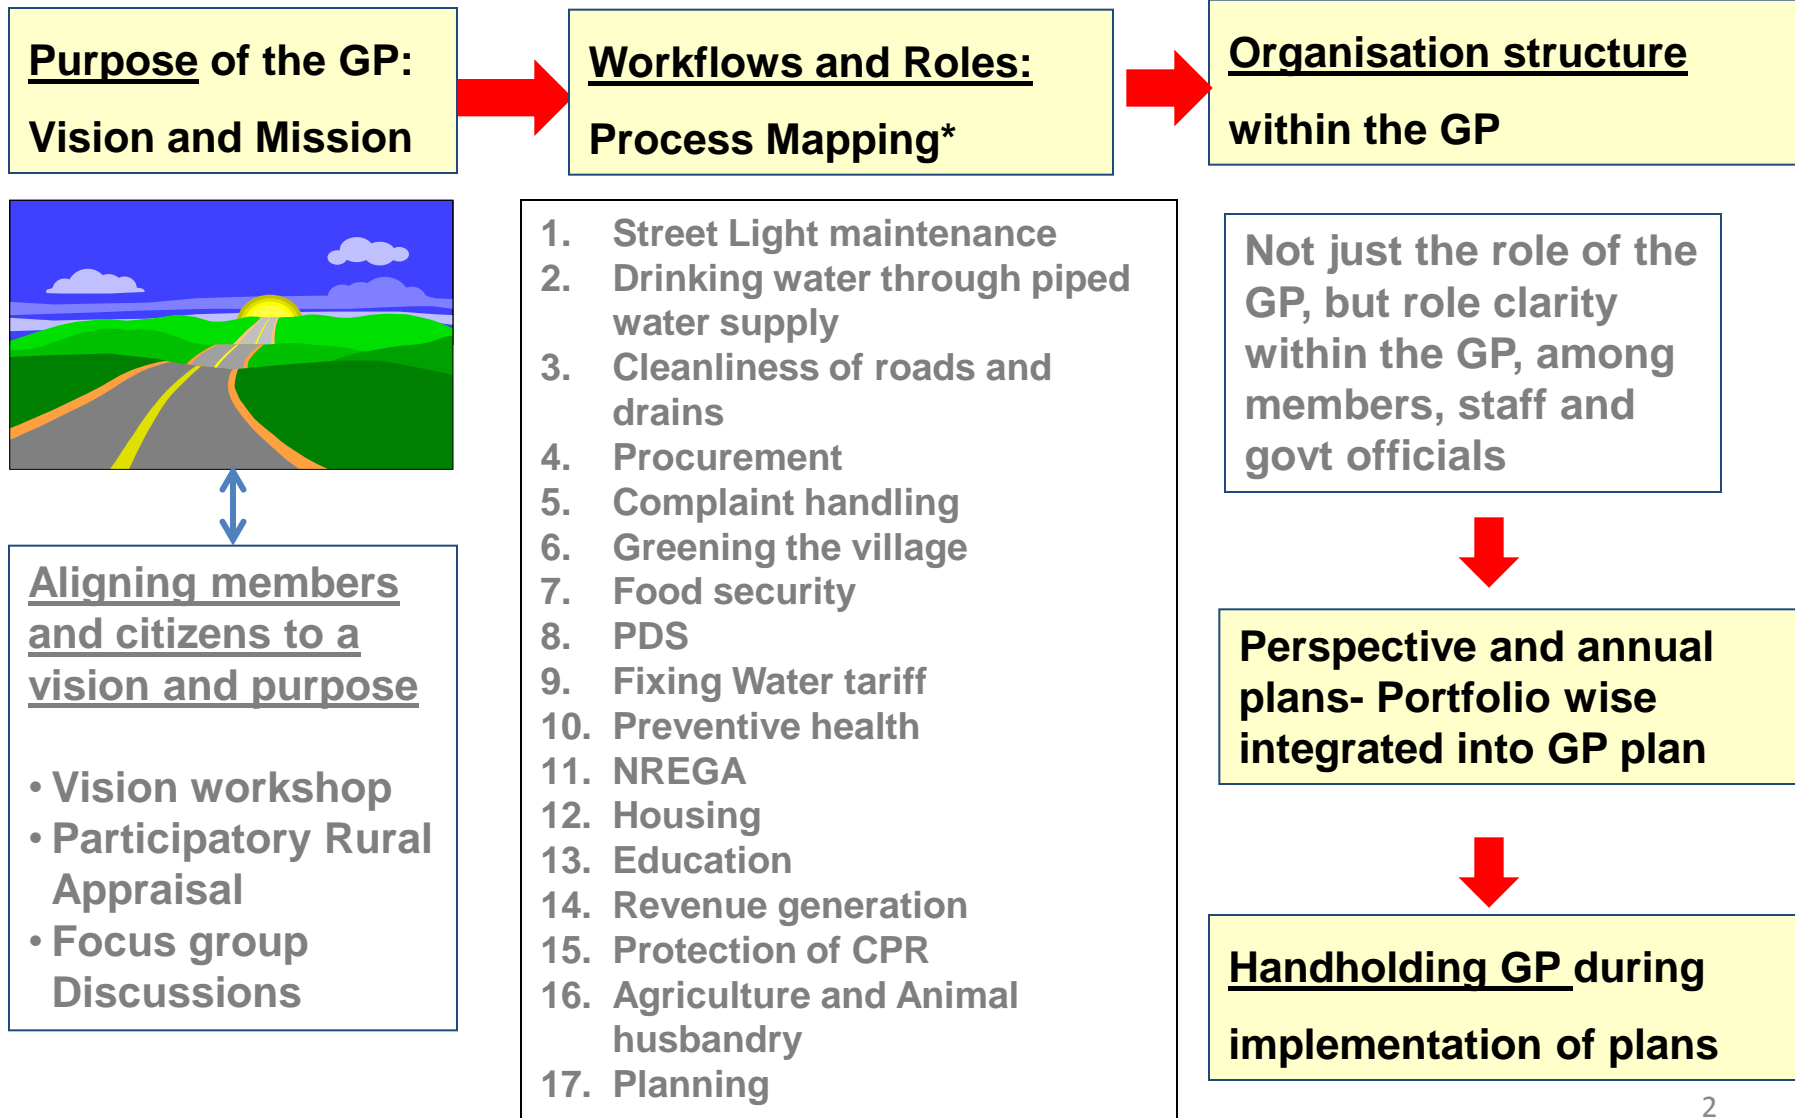 Purpose of the GP:
Vision and Mission
Workflows and Roles:
Process Mapping*
Organisation structure
within the GP
Aligning members
and citizens to a
vision and purpose
• Vision workshop
• Participatory Rural
Appraisal
• Focus group
Discussions
1. Street Light maintenance
2. Drinking water through piped
water supply
3. Cleanliness of roads and
drains
4. Procurement
5. Complaint handling
6. Greening the village
7. Food security
8. PDS
9. Fixing Water tariff
10. Preventive health
11. NREGA
12. Housing
13. Education
14. Revenue generation
15. Protection of CPR
16. Agriculture and Animal
husbandry
17. Planning
Not just the role of the
GP, but role clarity
within the GP, among
members, staff and
govt officials
Perspective and annual
plans- Portfolio wise
integrated into GP plan
Handholding GP during
implementation of plans
2